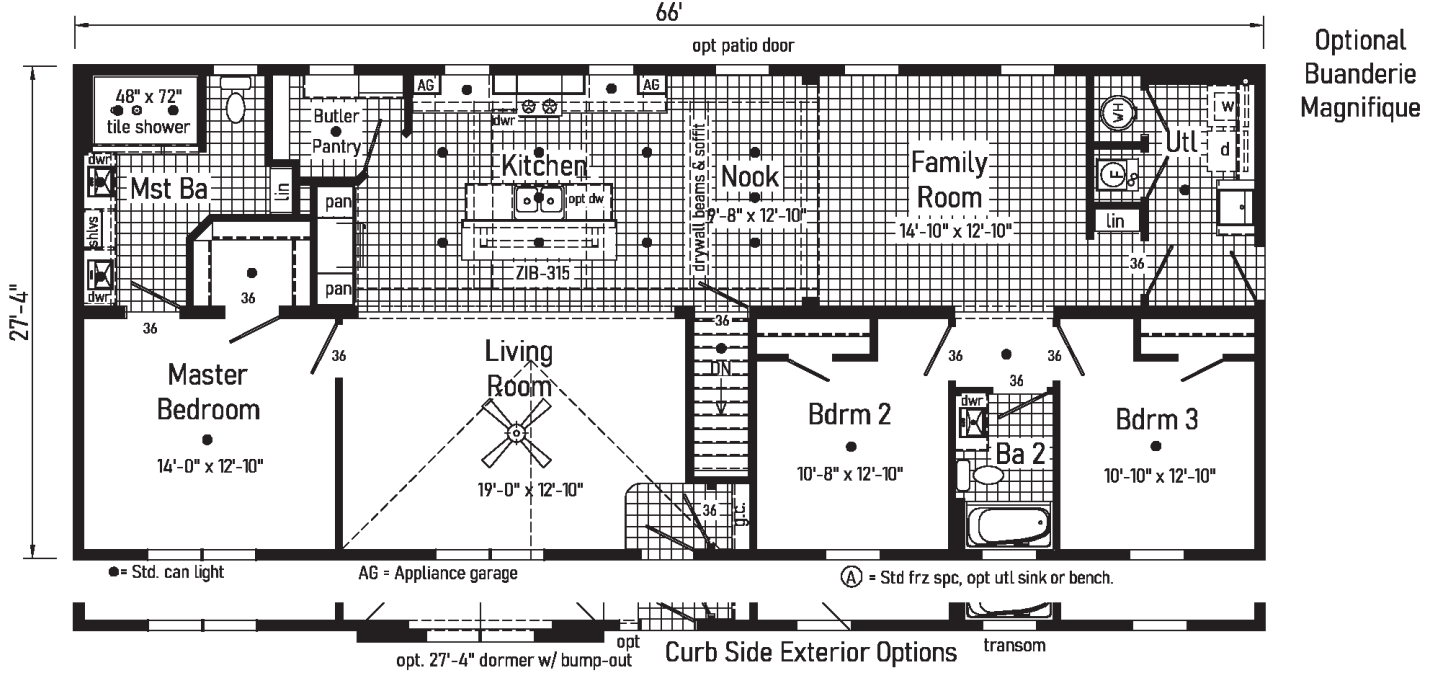 66'
opt patio door
Optional
Buanderie
Magnifique
48" x 72"
tile shower
Butler
Pantry
AG
AG
dwr
WH
w
d
Utl
F
lin
36
dwr
Mst Ba
shlvs
dwr
lin
pan
pan
36
36
Kitchen
opt dw
ZIB-315
drywall beams & soffit
Nook
9'-8" x 12'-10"
Family
Room
14'-10" x 12'-10"
27'-4"
Master
Bedroom
14'-0" x 12'-10"
36
Living
Room
19'-0" x 12'-10"
36
DN
36
g.c.
Bdrm 2
10'-8" x 12'-10"
36
36
36
dwr
Ba 2
Bdrm 3
10'-10" x 12'-10"
= Std. can light
AG = Appliance garage
A = Std frz spc, opt utl sink or bench.
opt
opt. 27'-4" dormer w/ bump-out
Curb Side Exterior Options
transom